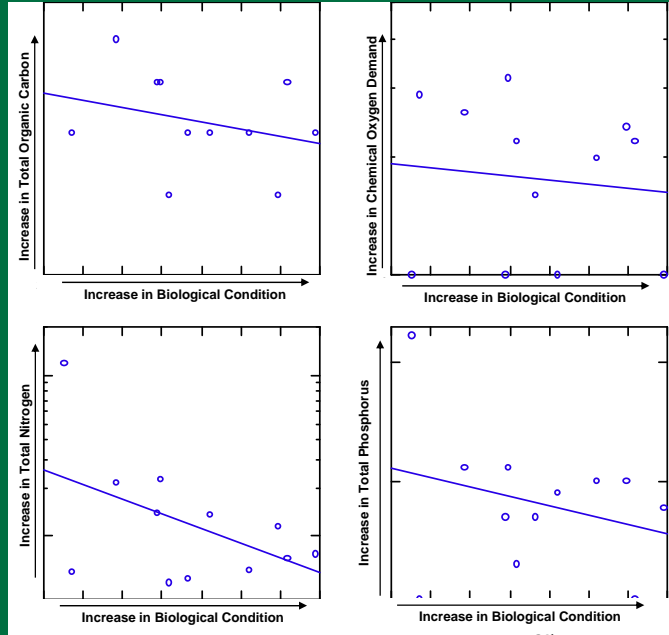 Increase in Total Organic Carbon
Increase in Biological Condition
Increase in Chemical Oxygen Demand
Increase in Biological Condition
Increase in Total Nitrogen
Increase in Biological Condition
Increase in Total Phosphorus
Increase in Biological Condition